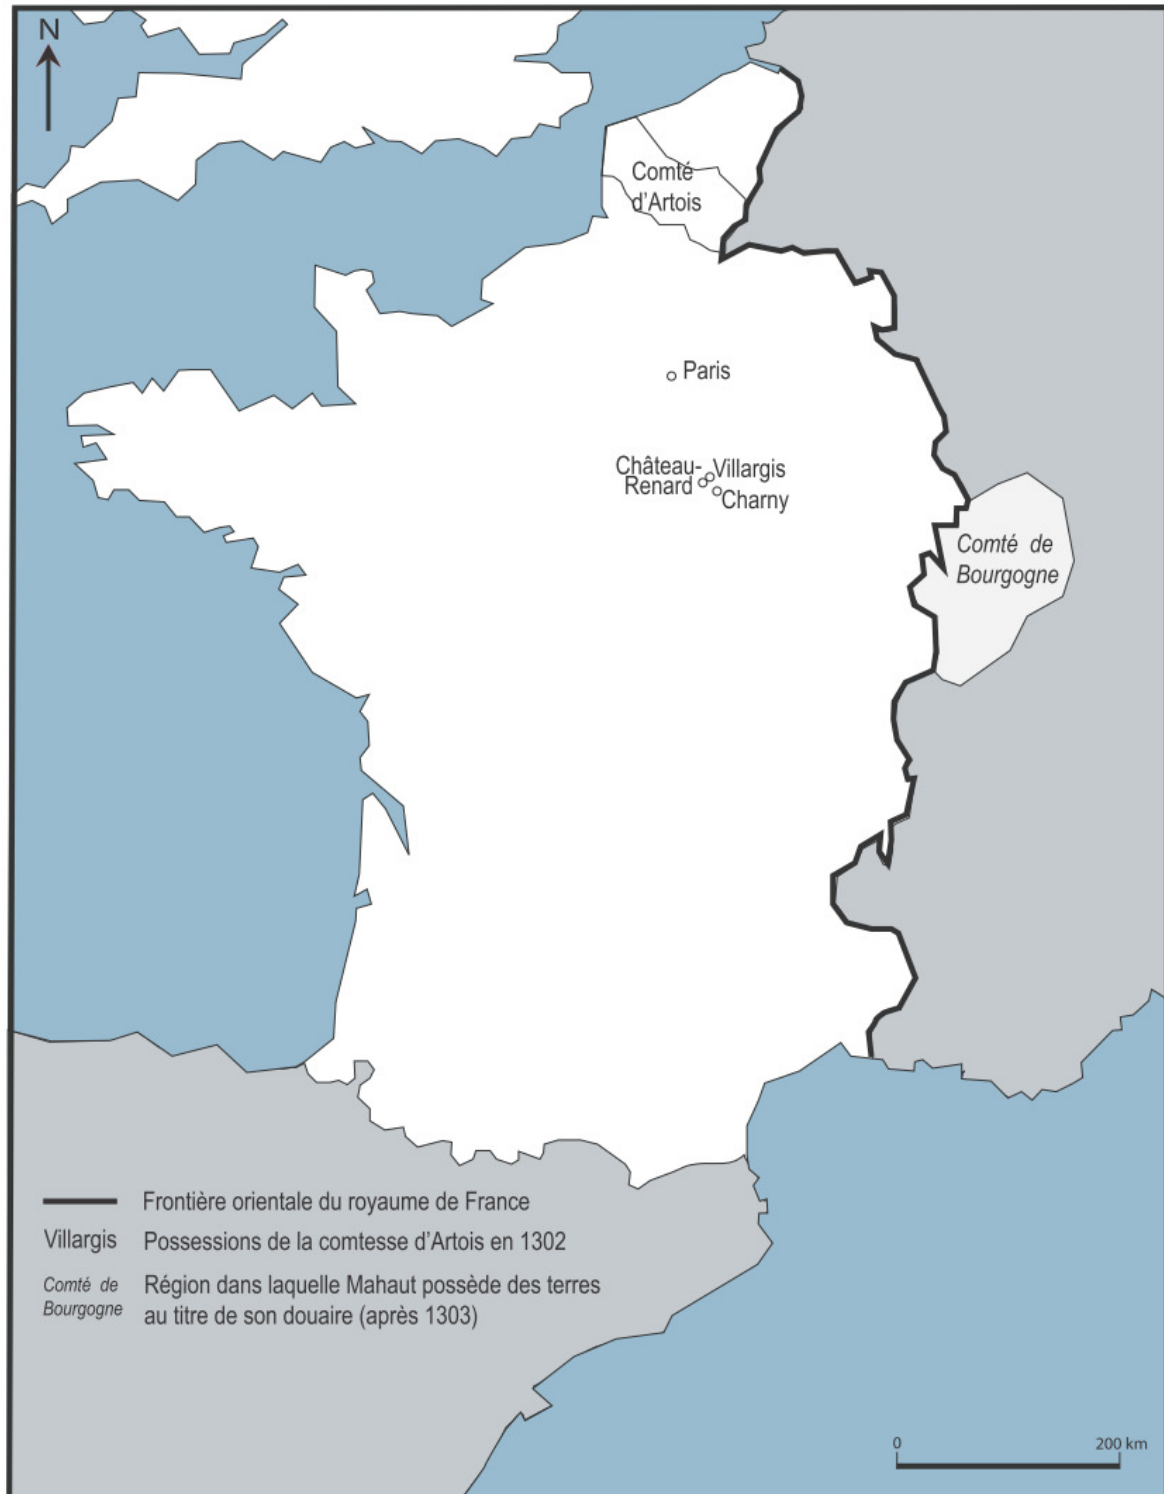 N
Comté
d'Artois
Paris
Château-
Renard
Villargis
Charny
Comté de
Bourgogne
Frontière orientale du royaume de France
Villargis Possessions de la comtesse d'Artois en 1302
Comté de
Bourgogne
Région dans laquelle Mahaut possède des terres
au titre de son douaire (après 1303)
0 200 km